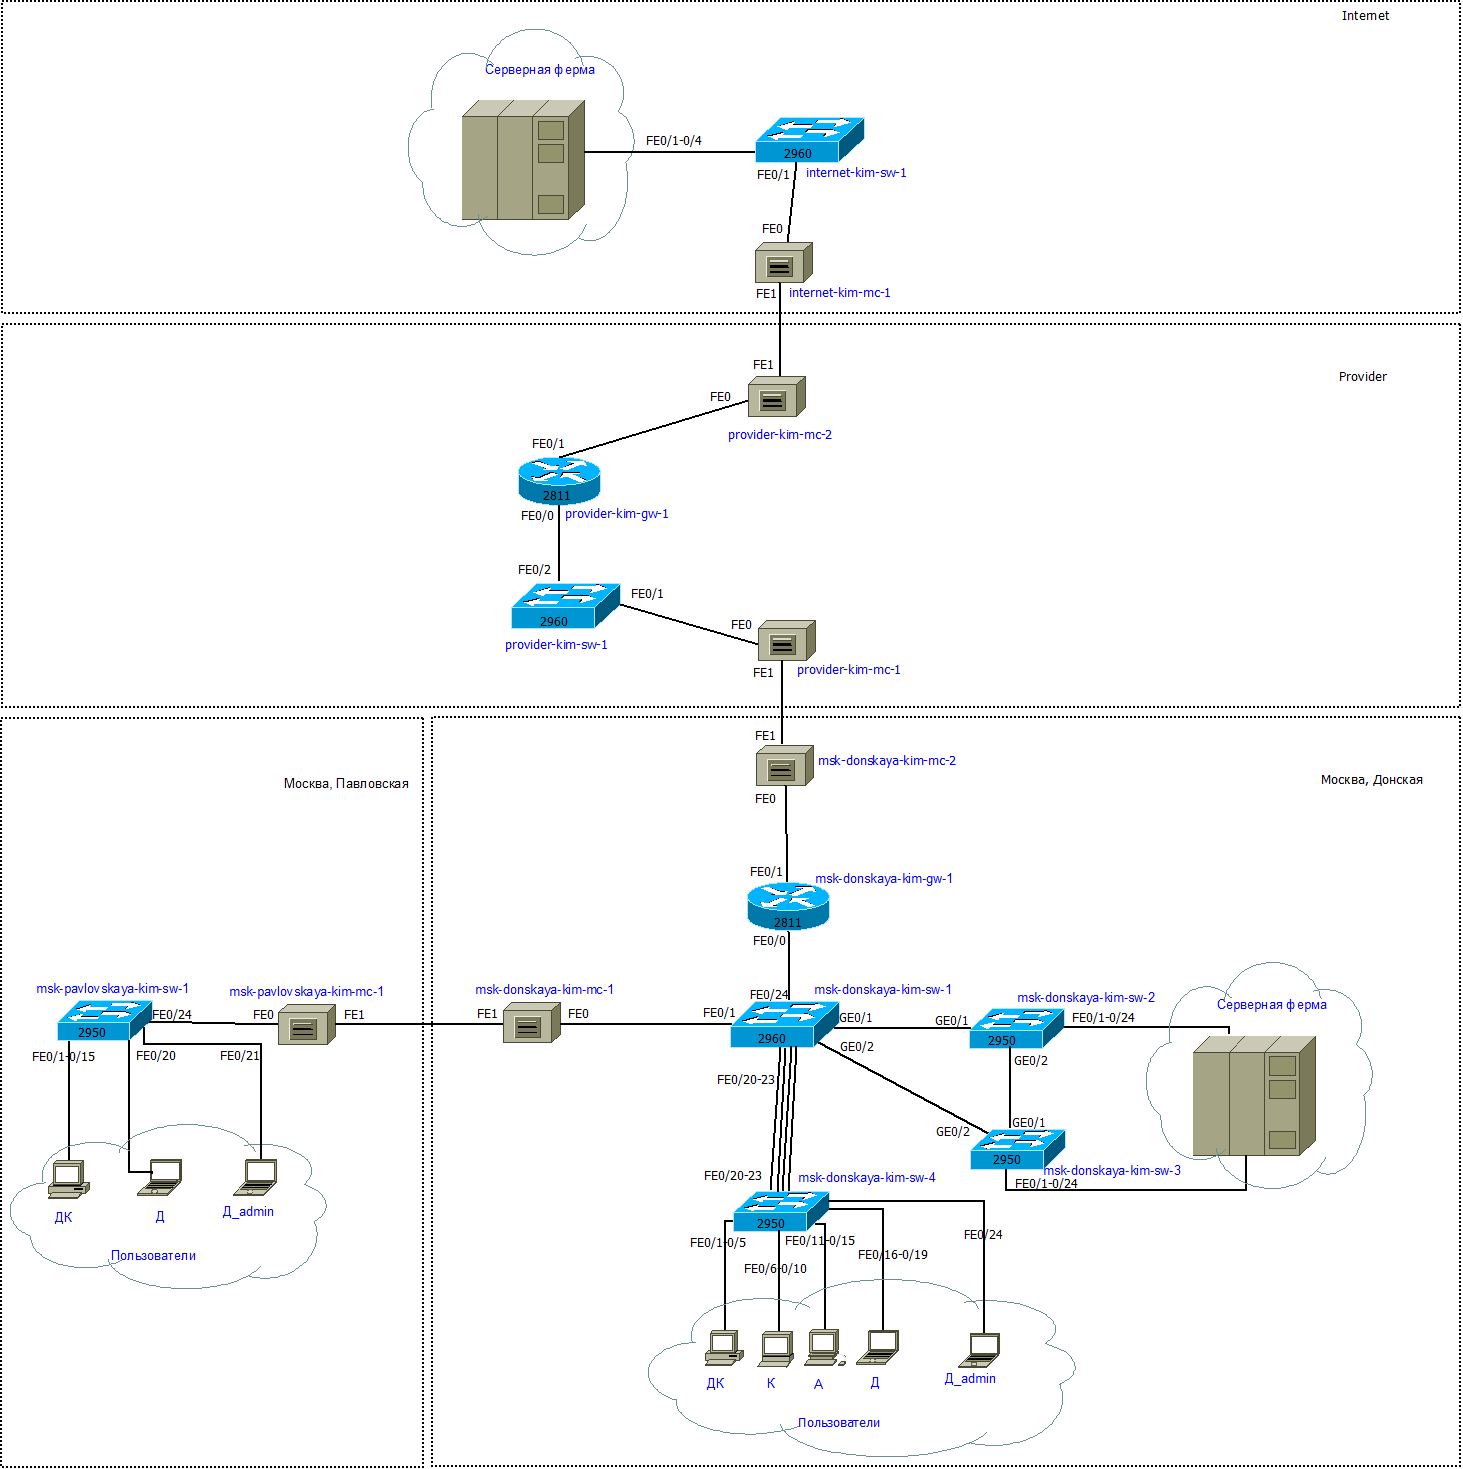 Internet
Серверная ферма
FE0/1-0/4
2960
FE0/1
internet-kim-sw-1
FE0
FE1
internet-kim-mc-1
Provider
FE1
FE0
provider-kim-mc-2
FE0/1
2811
FE0/0
provider-kim-gw-1
FE0/2
FE0/1
2960
provider-kim-sw-1
FE0
FE1
provider-kim-mc-1
Москва, Павловская
msk-pavlovskaya-kim-sw-1
msk-pavlovskaya-kim-mc-1
FE0/24
FE0
FE1
2950
FE0/1-0/15
FE0/20
FE0/21
ДК
Д
Д_admin
Пользователи
Москва, Донская
FE1
msk-donskaya-kim-mc-2
FE0
FE0/1
msk-donskaya-kim-gw-1
2811
FE0/0
msk-donskaya-kim-mc-1
FE1
FE0
FE0/24
msk-donskaya-kim-sw-1
FE0/1
GE0/1
2960
GE0/2
msk-donskaya-kim-sw-2
GE0/1
FE0/1-0/24
2950
GE0/2
Серверная ферма
FE0/20-23
GE0/1
GE0/2
2950
msk-donskaya-kim-sw-3
FE0/1-0/24
FE0/20-23
msk-donskaya-kim-sw-4
2950
FE0/1-0/5
FE0/11-0/15
FE0/24
FE0/6-0/10
FE0/16-0/19
ДК
К
А
Д
Д_admin
Пользователи